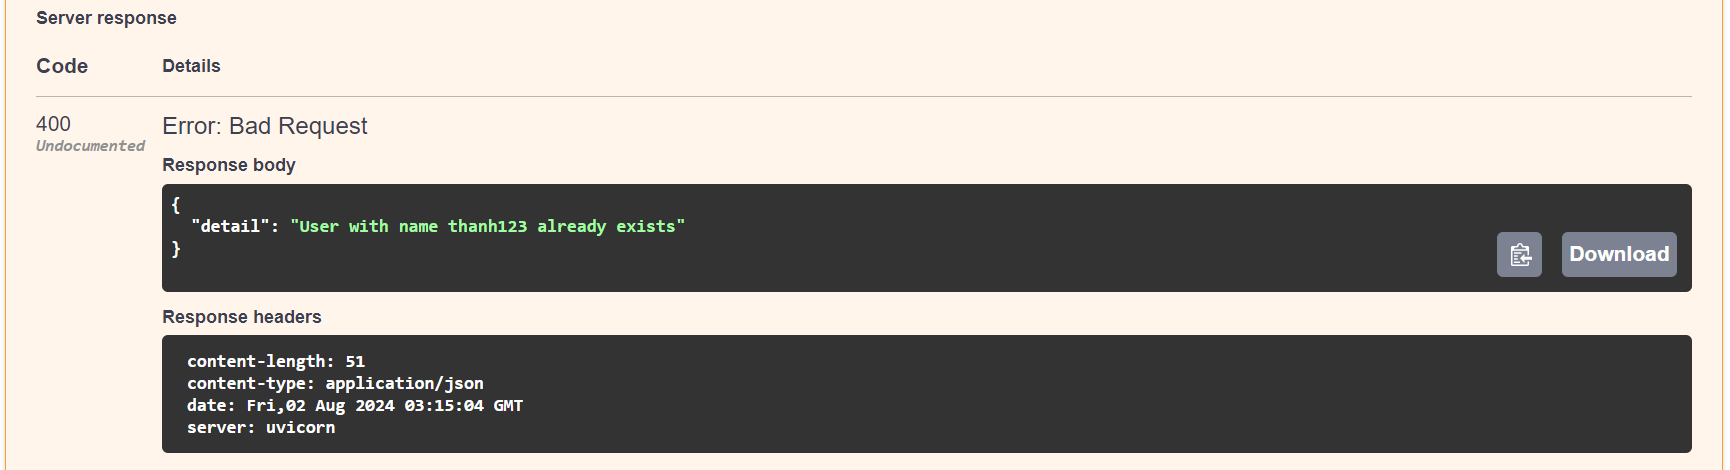 Server response
Code Details
400 Error: Bad Request
Undocumented
Response body
{
"detail": "User with name thanh123 already exists"
}
Download
Response headers
content-length: 51
content-type: application/json
date: Fri,02 Aug 2024 03:15:04 GMT
server: uvicorn